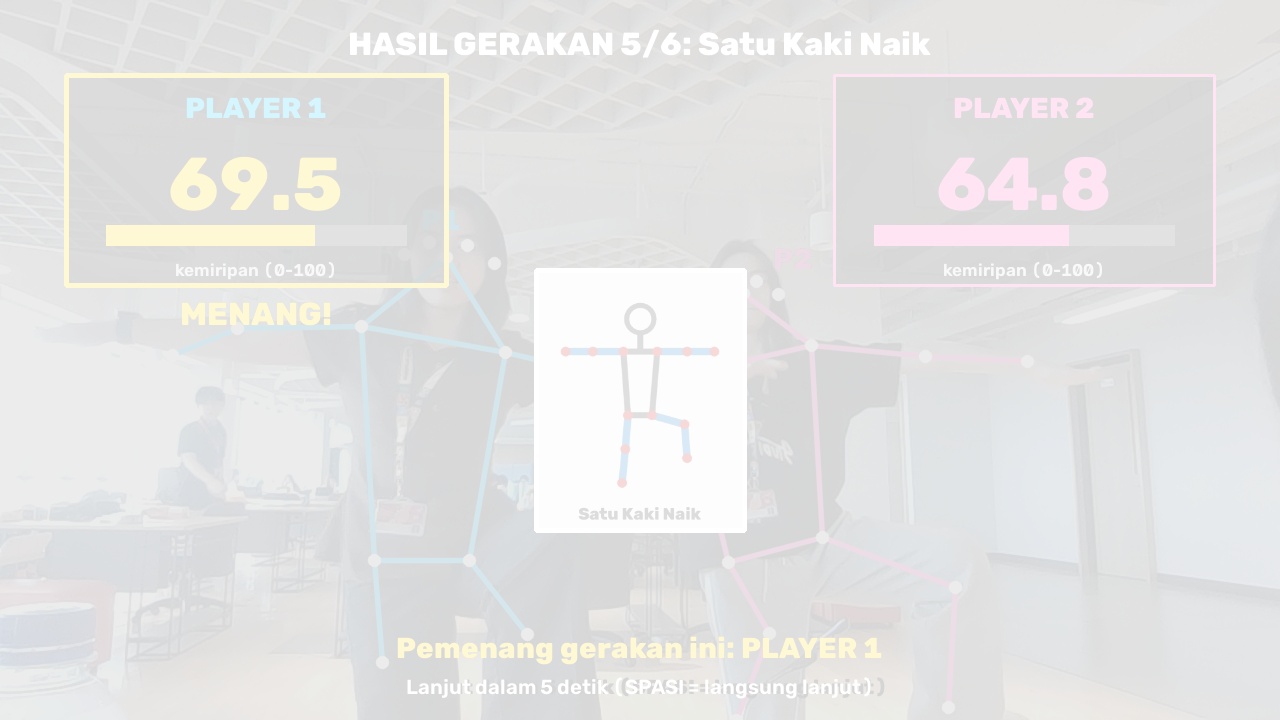 HASIL GERAKAN 5/6: Satu Kaki Naik
PLAYER 1
69.5
kemiripan (0-100)
MENANG!
PLAYER 2
64.8
kemiripan (0-100)
P2
Satu Kaki Naik
Pemenang gerakan ini: PLAYER 1
Lanjut dalam 5 detik (SPASI = langsung lanjut)